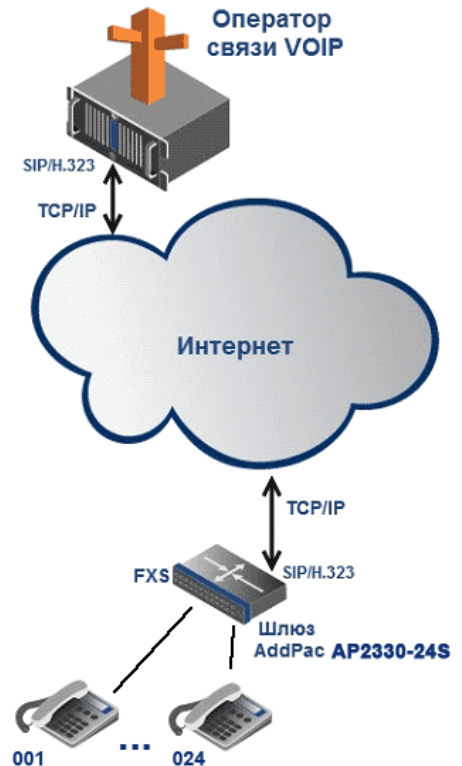 Оператор
связи VOIP
SIP/H.323
TCP/IP
Интернет
TCP/IP
FXS
SIP/H.323
Шлюз
AddPac AP2330-24S
001 ... 024